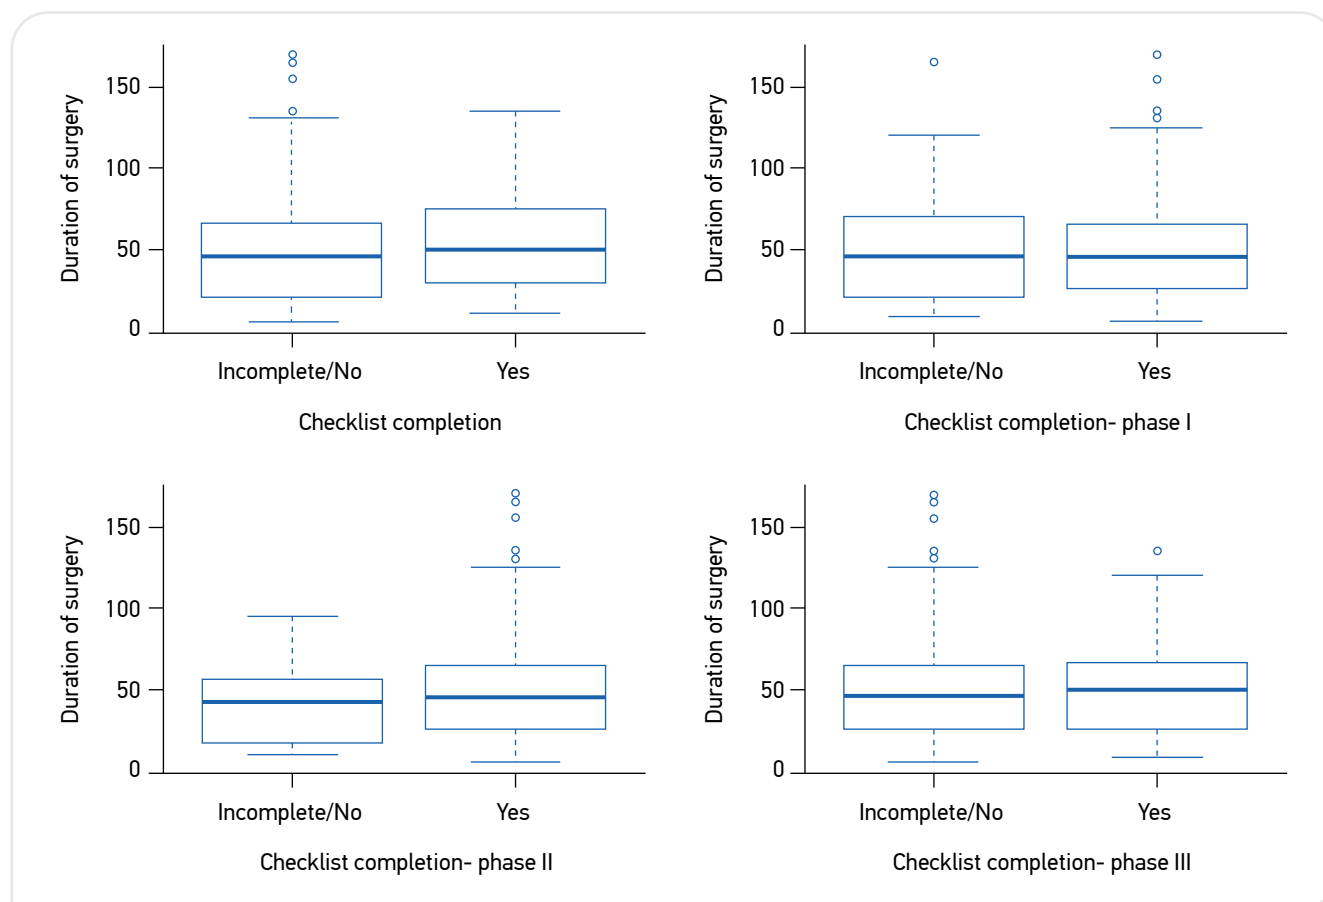 Duration of surgery
150
100
50
0
Incomplete/No Yes
Checklist completion
Duration of surgery
150
100
50
0
Incomplete/No Yes
Checklist completion- phase I
Duration of surgery
150
100
50
0
Incomplete/No Yes
Checklist completion- phase II
Duration of surgery
150
100
50
0
Incomplete/No Yes
Checklist completion- phase III